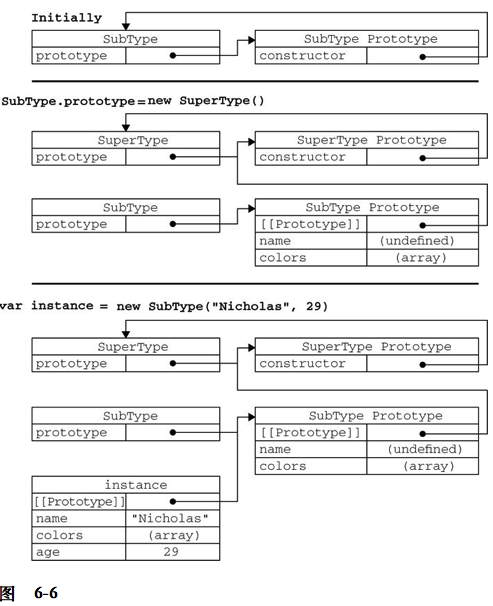 Initially
SubType SubType Prototype
prototype constructor
SubType.prototype=new SuperType()
SuperType SuperType Prototype
prototype constructor
SubType SubType Prototype
prototype [[Prototype]]
name (undefined)
colors (array)
var instance = new SubType("Nicholas", 29)
SuperType SuperType Prototype
prototype constructor
SubType SubType Prototype
prototype [[Prototype]]
name (undefined)
colors (array)
instance
[[Prototype]]
name "Nicholas"
colors (array)
age 29
图 6-6